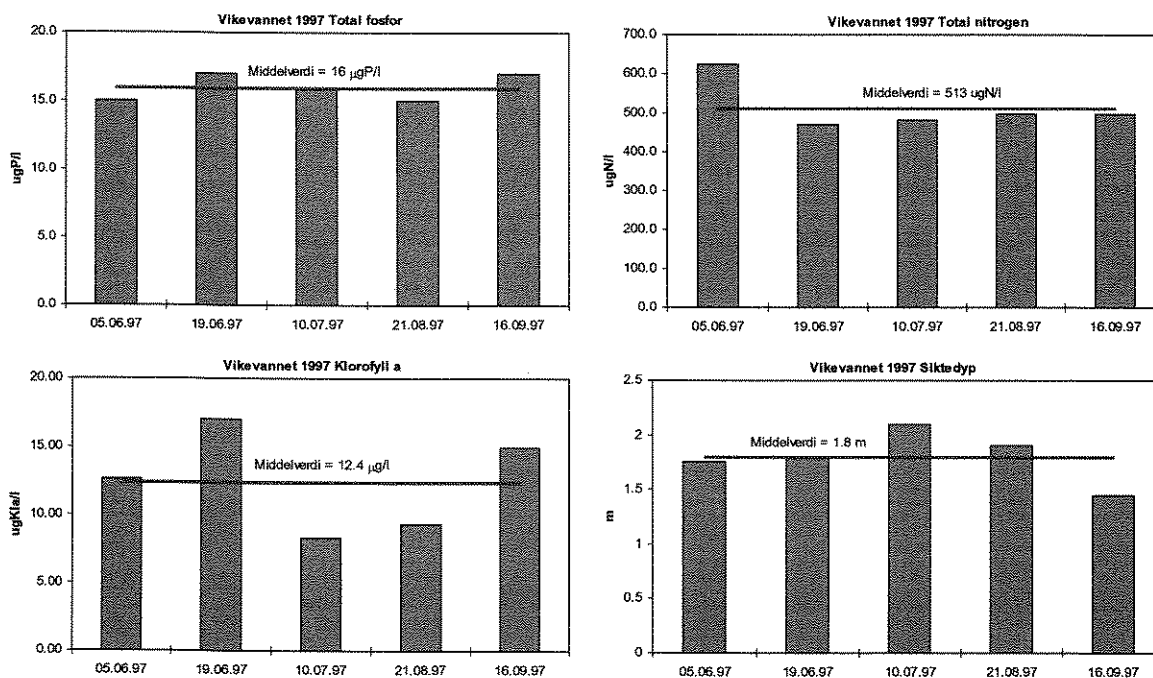 Vikevannet 1997 Total fosfor
20.0
15.0
10.0
5.0
0.0
ugP/l
Middelverdi = 16 µgP/l
05.06.97 19.06.97 10.07.97 21.08.97 16.09.97
Vikevannet 1997 Total nitrogen
700.0
600.0
500.0
400.0
300.0
200.0
100.0
0.0
ugN/l
Middelverdi = 513 ugN/l
05.06.97 19.06.97 10.07.97 21.08.97 16.09.97
Vikevannet 1997 Klorofyll a
20.00
15.00
10.00
5.00
0.00
ugKla/l
Middelverdi = 12.4 µg/l
05.06.97 19.06.97 10.07.97 21.08.97 16.09.97
Vikevannet 1997 Siktedyp
2.5
2
1.5
1
0.5
0
m
Middelverdi = 1.8 m
05.06.97 19.06.97 10.07.97 21.08.97 16.09.97